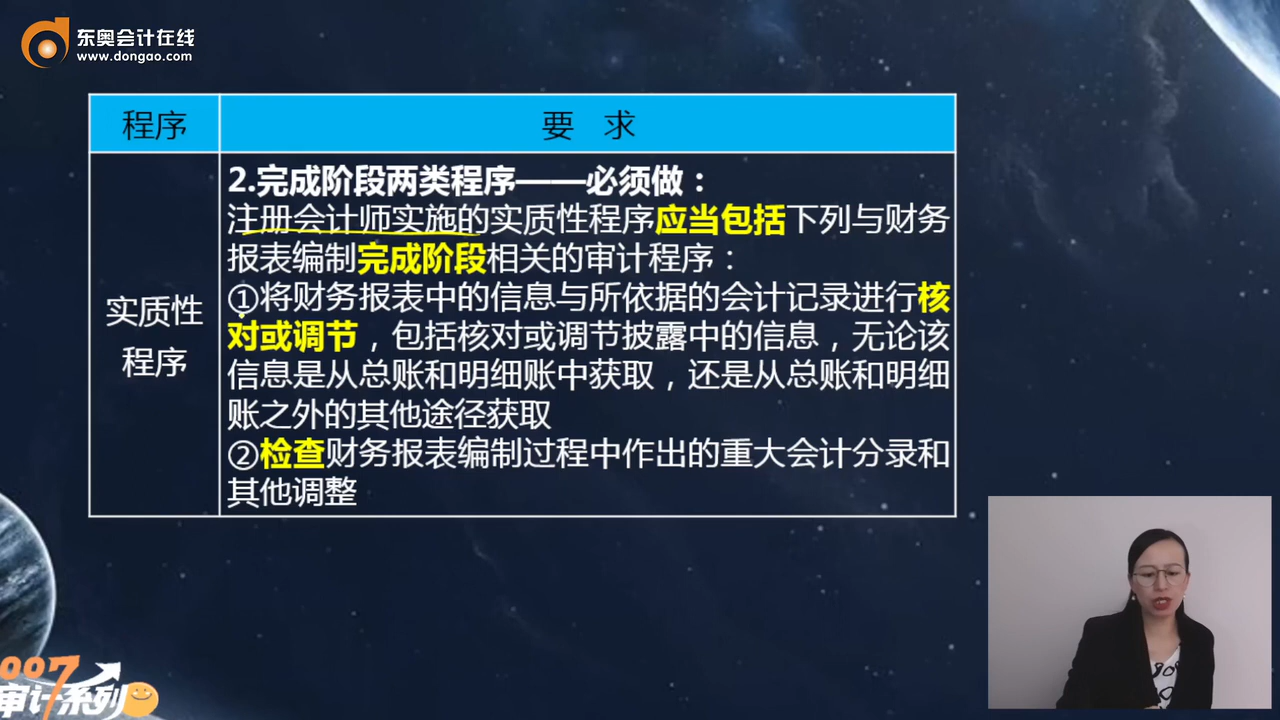 东奥会计在线
www.dongao.com
程序
要 求
实质性
程序
2.完成阶段两类程序——必须做：
注册会计师实施的实质性程序应当包括下列与财务
报表编制完成阶段相关的审计程序：
①将财务报表中的信息与所依据的会计记录进行核
对或调节，包括核对或调节披露中的信息，无论该
信息是从总账和明细账中获取，还是从总账和明细
账之外的其他途径获取
②检查财务报表编制过程中作出的重大会计分录和
其他调整
007
审计系列